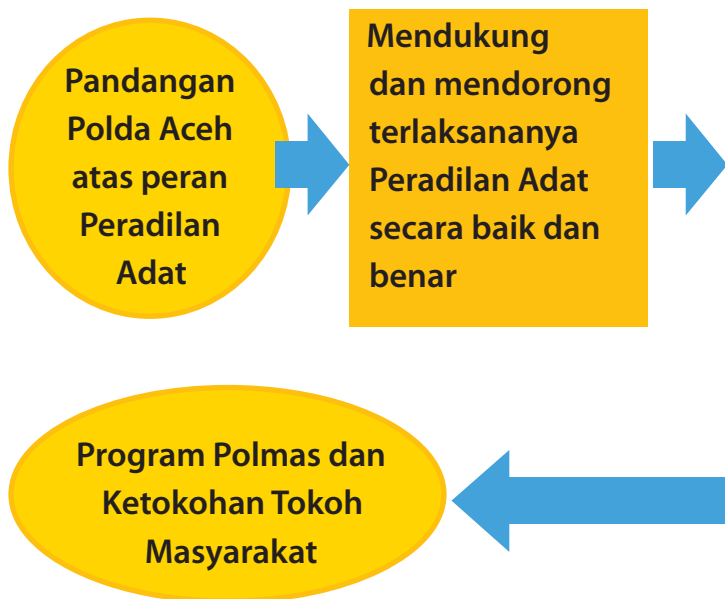 Pandangan
Polda Aceh
atas peran
Peradilan
Adat
Mendukung
dan mendorong
terlaksananya
Peradilan Adat
secara baik dan
benar
Program Polmas dan
Ketokohan Tokoh
Masyarakat